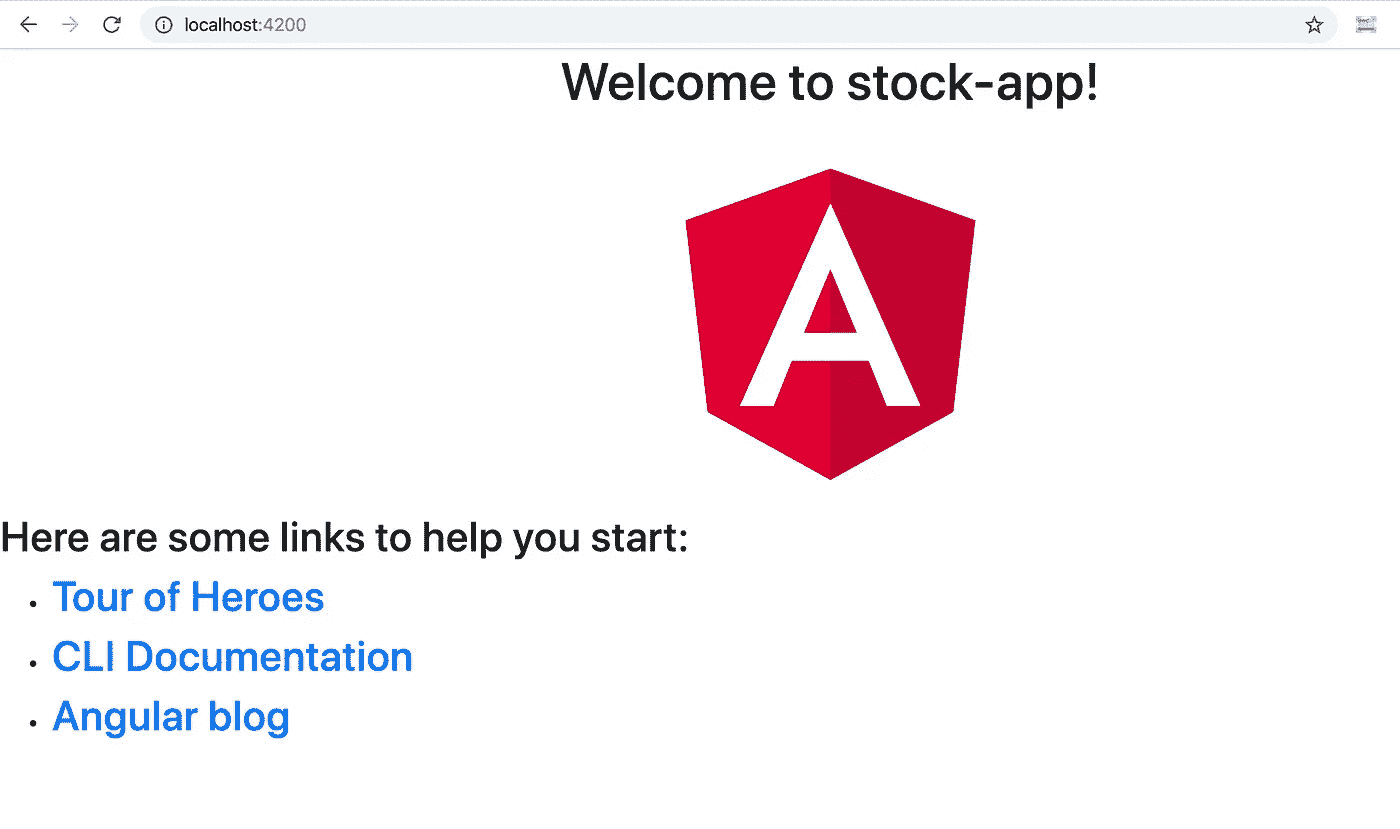 localhost:4200
Welcome to stock-app!
A
Here are some links to help you start:
Tour of Heroes
CLI Documentation
Angular blog